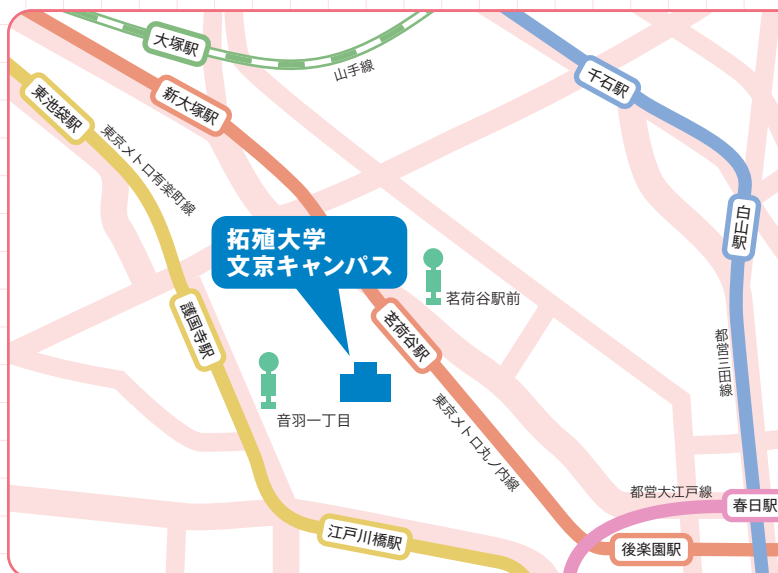 大塚駅
山手線
千石駅
新大塚駅
東池袋駅
東京メトロ有楽町線
拓殖大学
文京キャンパス
白山駅
茗荷谷駅前
護国寺駅
茗荷谷駅
都営三田線
音羽一丁目
東京メトロ丸ノ内線
都営大江戸線
春日駅
江戸川橋駅
後楽園駅